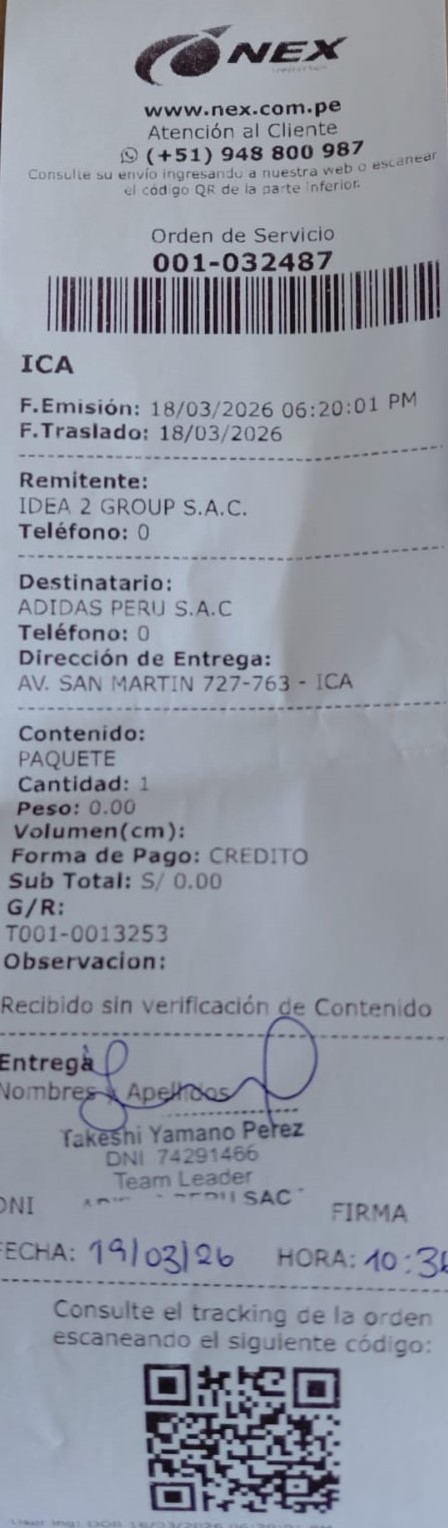 NEX
www.nex.com.pe
Atención al Cliente
(+51) 948 800 987
Consulte su envío ingresando a nuestra web o escanear
el código QR de la parte inferior.
Orden de Servicio
001-032487
ICA
F.Emisión: 18/03/2026 06:20:01 PM
F.Traslado: 18/03/2026
Remitente:
IDEA 2 GROUP S.A.C.
Teléfono: 0
Destinatario:
ADIDAS PERU S.A.C
Teléfono: 0
Dirección de Entrega:
AV. SAN MARTIN 727-763 - ICA
Contenido:
PAQUETE
Cantidad: 1
Peso: 0.00
Volumen(cm):
Forma de Pago: CREDITO
Sub Total: S/ 0.00
G/R:
T001-0013253
Observacion:
Recibido sin verificación de Contenido
Entrega
Nombres y Apellidos
Takeshi Yamano Perez
DNI 74291466
Team Leader
SAC
DNI FIRMA
FECHA: 19/03/26 HORA: 10:36
Consulte el tracking de la orden
escaneando el siguiente código: